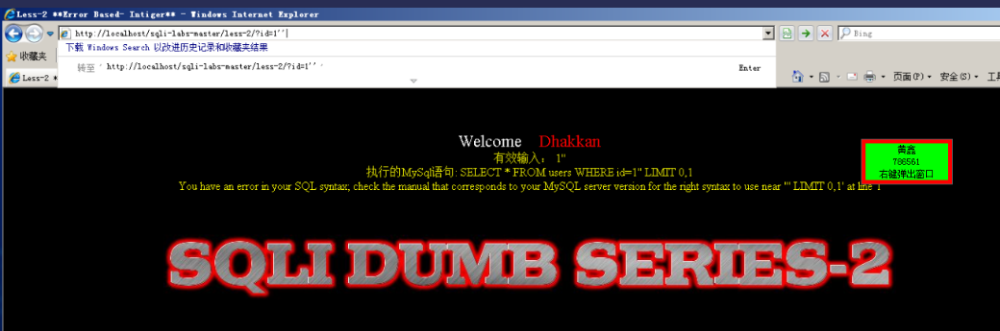 Less-2 **Error Based- Intiger** - Windows Internet Explorer
http://localhost/sqli-labs-master/less-2/?id=1''
Bing
下载 Windows Search 以改进历史记录和收藏夹结果
收藏夹
转至 ' http://localhost/sqli-labs-master/less-2/?id=1'' '
Enter
Less-2 *
页面(P)
安全(S)
工具
Welcome Dhakkan
有效输入： 1''
执行的MySql语句: SELECT * FROM users WHERE id=1'' LIMIT 0,1
You have an error in your SQL syntax; check the manual that corresponds to your MySQL server version for the right syntax to use near ''' LIMIT 0,1' at line 1
黄鑫
786561
右键弹出窗口
SQLI DUMB SERIES-2